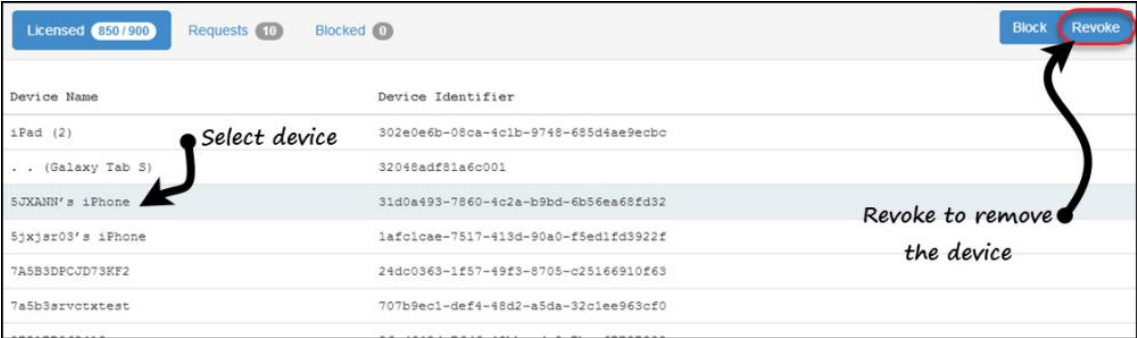 Licensed 850 / 900 Requests 10 Blocked 0 Block Revoke
Device Name Device Identifier
iPad (2) 302e0e6b-08ca-4c1b-9748-685d4ae9ecbc
Select device
. . (Galaxy Tab S) 32048adf81a6c001
5JXANN's iPhone 31d0a493-7860-4c2a-b9bd-6b56ea68fd32
Revoke to remove
the device
5jxjsr03's iPhone 1afc1cae-7517-413d-90a0-f5ed1fd3922f
7A5B3DPCJD73KF2 24dc0363-1f57-49f3-8705-c25166910f63
7a5b3srvctxtest 707b9ec1-def4-48d2-a5da-32c1ee963cf0